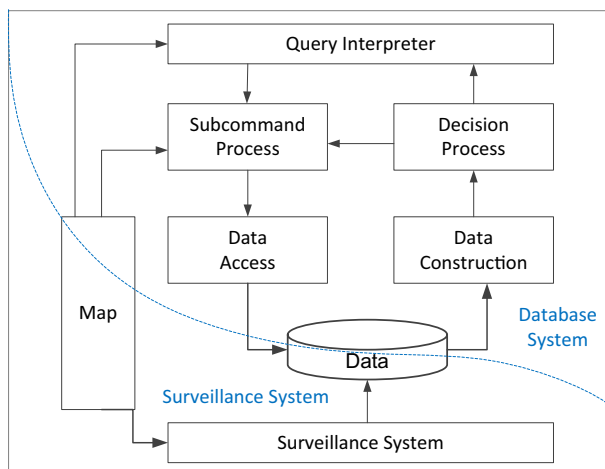 Query Interpreter
Subcommand
Process
Decision
Process
Data
Access
Data
Construction
Map
Database
System
Data
Surveillance System
Surveillance System